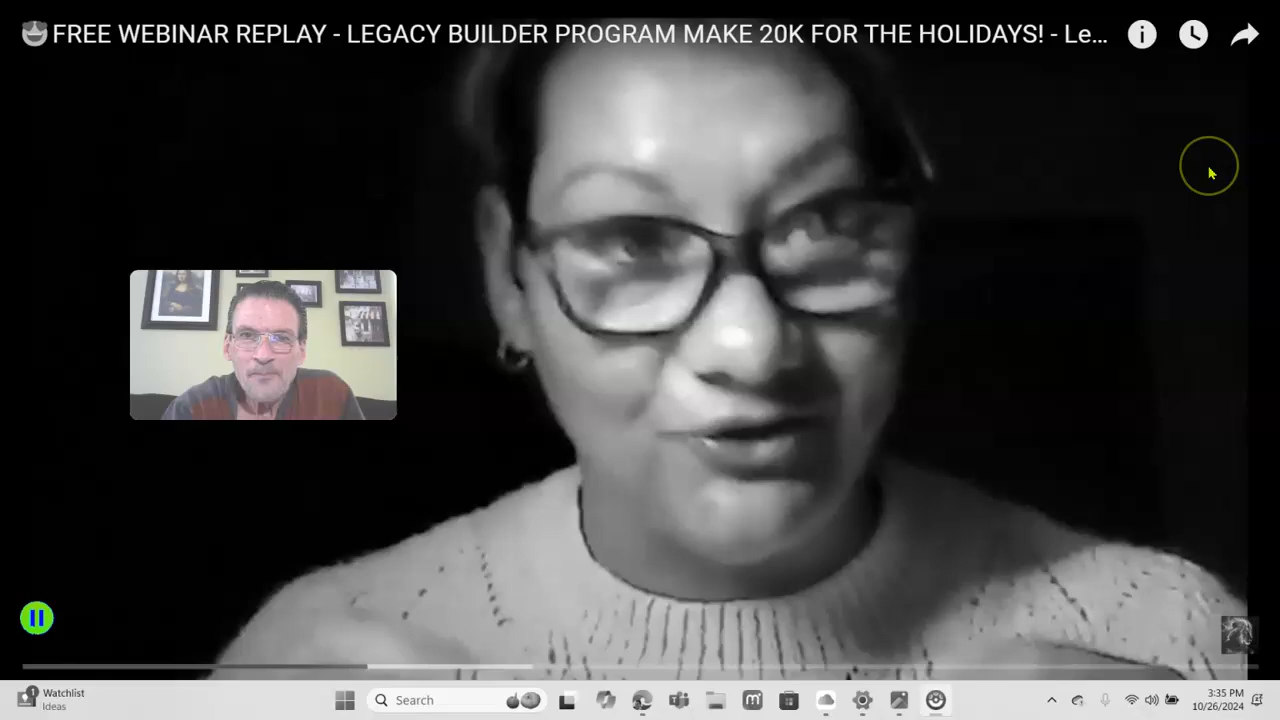 FREE WEBINAR REPLAY - LEGACY BUILDER PROGRAM MAKE 20K FOR THE HOLIDAYS! - Le...
1
Watchlist
Ideas
Search
3:35 PM
10/26/2024